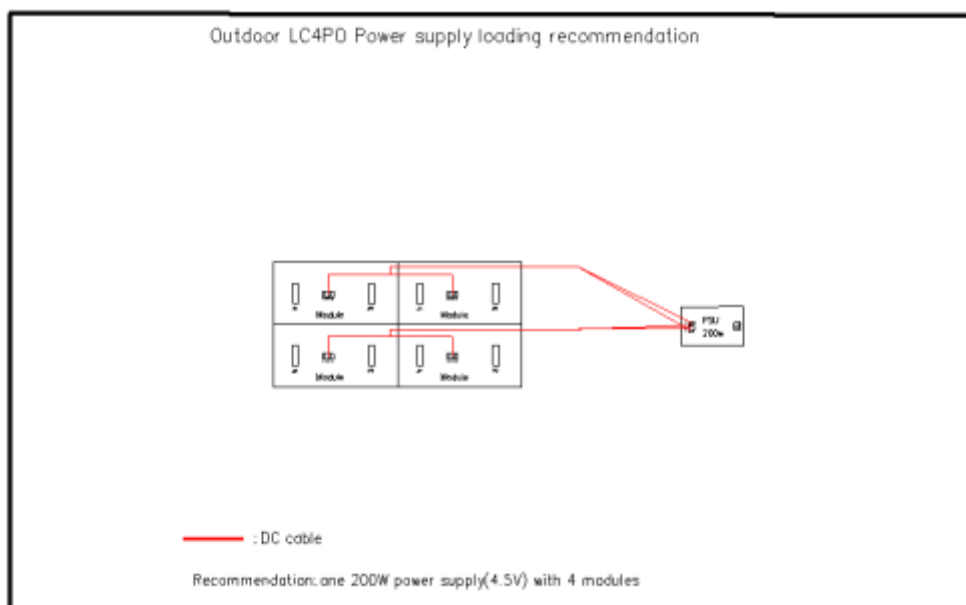 Outdoor LC4PO Power supply loading recommendation
Module
Module
PSU
200w
Module
Module
: DC cable
Recommendation: one 200W power supply(4.5V) with 4 modules